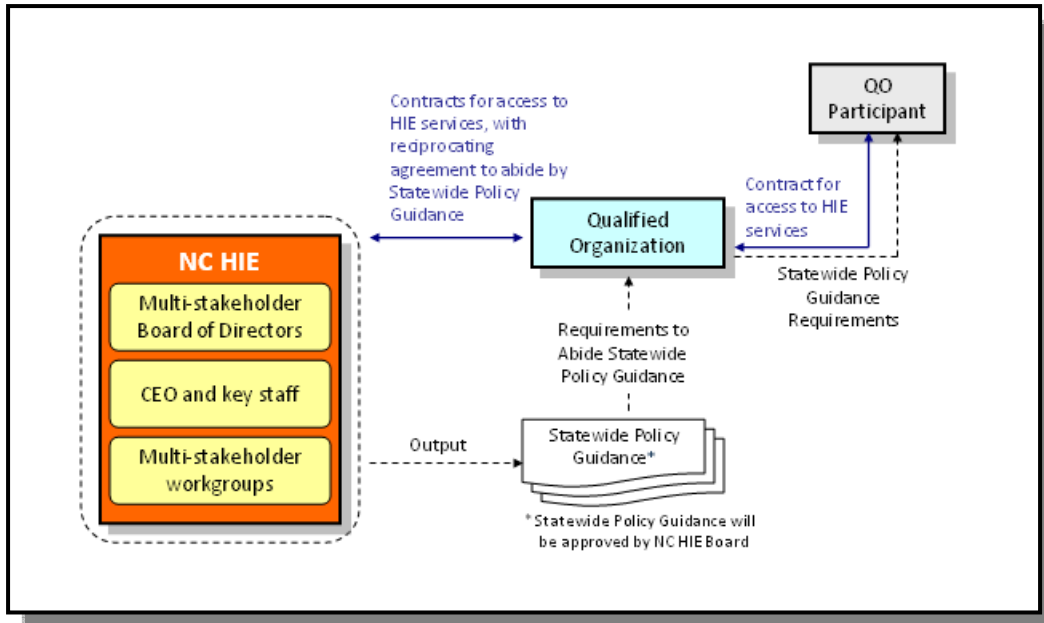 QO
Participant
Contracts for access to
HIE services, with
reciprocating
agreement to abide by
Statewide Policy
Guidance
Contract for
access to HIE
services
Qualified
Organization
Statewide Policy
Guidance
Requirements
NC HIE
Multi-stakeholder
Board of Directors
CEO and key staff
Multi-stakeholder
workgroups
Requirements to
Abide Statewide
Policy Guidance
Output
Statewide Policy
Guidance*
*Statewide Policy Guidance will
be approved by NC HIE Board